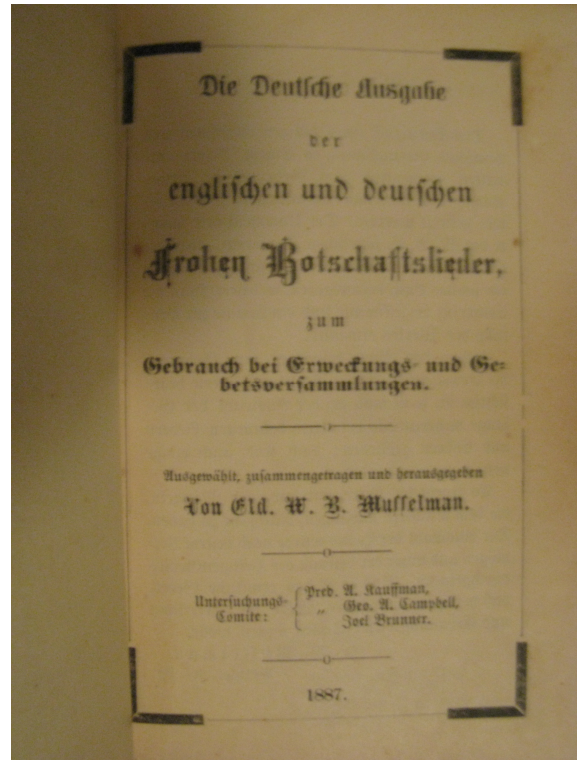 Die Deutſche Ausgabe
der
engliſchen und deutſchen
Frohen Botschaftslieder,
zum
Gebrauch bei Erweckungs- und Ge-
betsverſammlungen.
Ausgewählt, zuſammengetragen und herausgegeben
Von Eld. W. B. Muſſelman.
Unterſuchungs-
Comite:
Pred. A. Kauffman,
„ Geo. A. Campbell,
Joel Brunner.
1887.